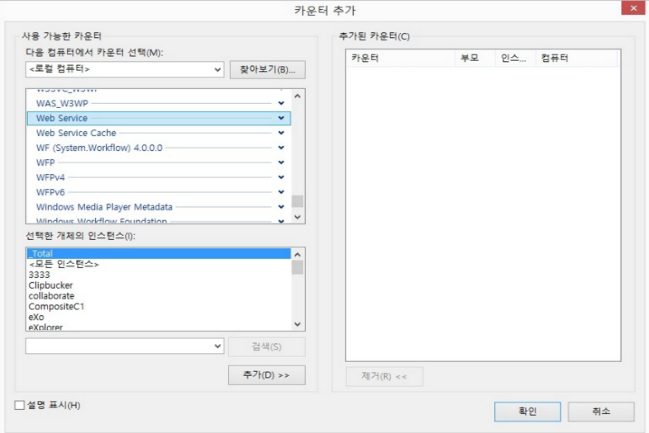 카운터 추가
사용 가능한 카운터
다음 컴퓨터에서 카운터 선택(M):
<로컬 컴퓨터>
찾아보기(B)...
W3SVC_W3WP
WAS_W3WP
Web Service
Web Service Cache
WF (System.Workflow) 4.0.0.0
WFP
WFPv4
WFPv6
Windows Media Player Metadata
Windows Workflow Foundation
선택한 개체의 인스턴스(I):
_Total
<모든 인스턴스>
3333
Clipbucker
collaborate
CompositeC1
eXo
eXplorer
검색(S)
추가(D) >>
설명 표시(H)
추가된 카운터(C)
카운터 부모 인스... 컴퓨터
제거(R) <<
확인 취소